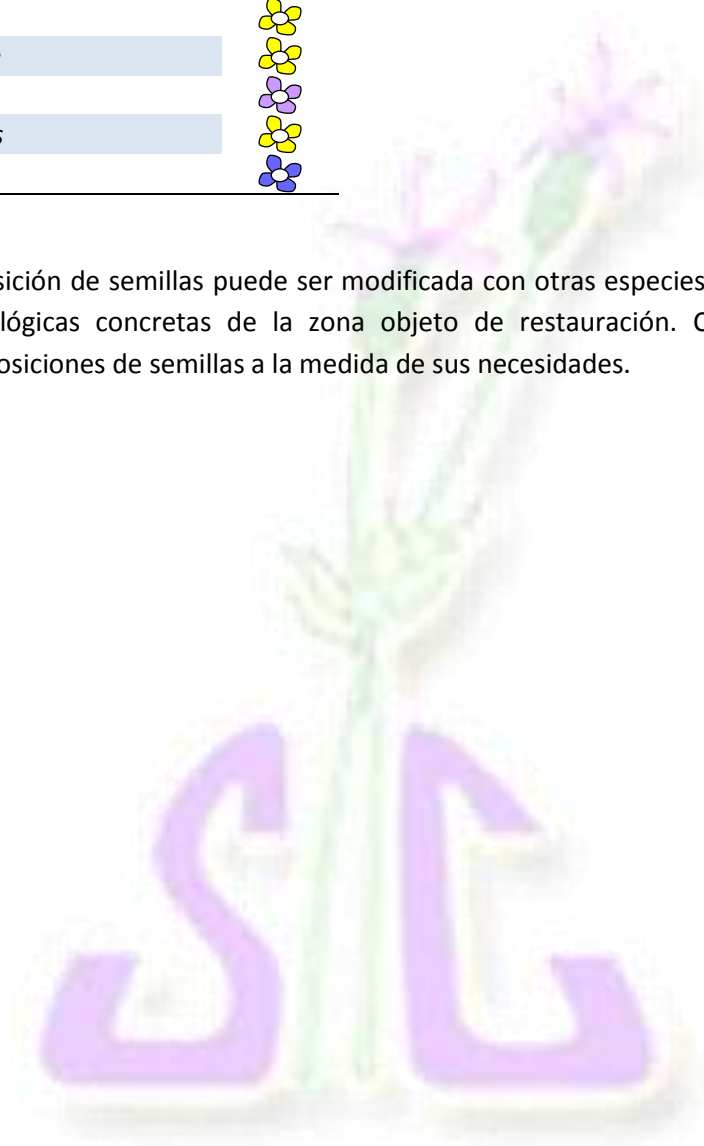 s
sición de semillas puede ser modificada con otras especies
lógicas concretas de la zona objeto de restauración. C
osiciones de semillas a la medida de sus necesidades.
SC